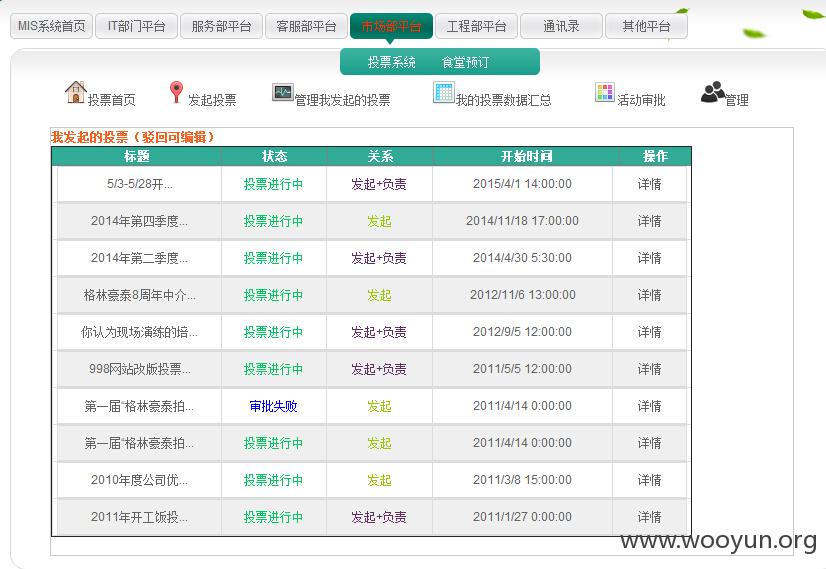 MIS系统首页 IT部门平台 服务部平台 客服部平台 市场部平台 工程部平台 通讯录 其他平台
投票系统 食堂预订
投票首页 发起投票 管理我发起的投票 我的投票数据汇总 活动审批 管理
我发起的投票（驳回可编辑）
标题 状态 关系 开始时间 操作
5/3-5/28开... 投票进行中 发起+负责 2015/4/1 14:00:00 详情
2014年第四季度... 投票进行中 发起 2014/11/18 17:00:00 详情
2014年第二季度... 投票进行中 发起+负责 2014/4/30 5:30:00 详情
格林豪泰8周年中介... 投票进行中 发起 2012/11/6 13:00:00 详情
你认为现场演练的培... 投票进行中 发起+负责 2012/9/5 12:00:00 详情
998网站改版投票... 投票进行中 发起+负责 2011/5/5 12:00:00 详情
第一届“格林豪泰拍... 审批失败 发起 2011/4/14 0:00:00 详情
第一届“格林豪泰拍... 投票进行中 发起 2011/4/14 0:00:00 详情
2010年度公司优... 投票进行中 发起 2011/3/8 15:00:00 详情
2011年开工饭投... 投票进行中 发起+负责 2011/1/27 0:00:00 详情
www.wooyun.org